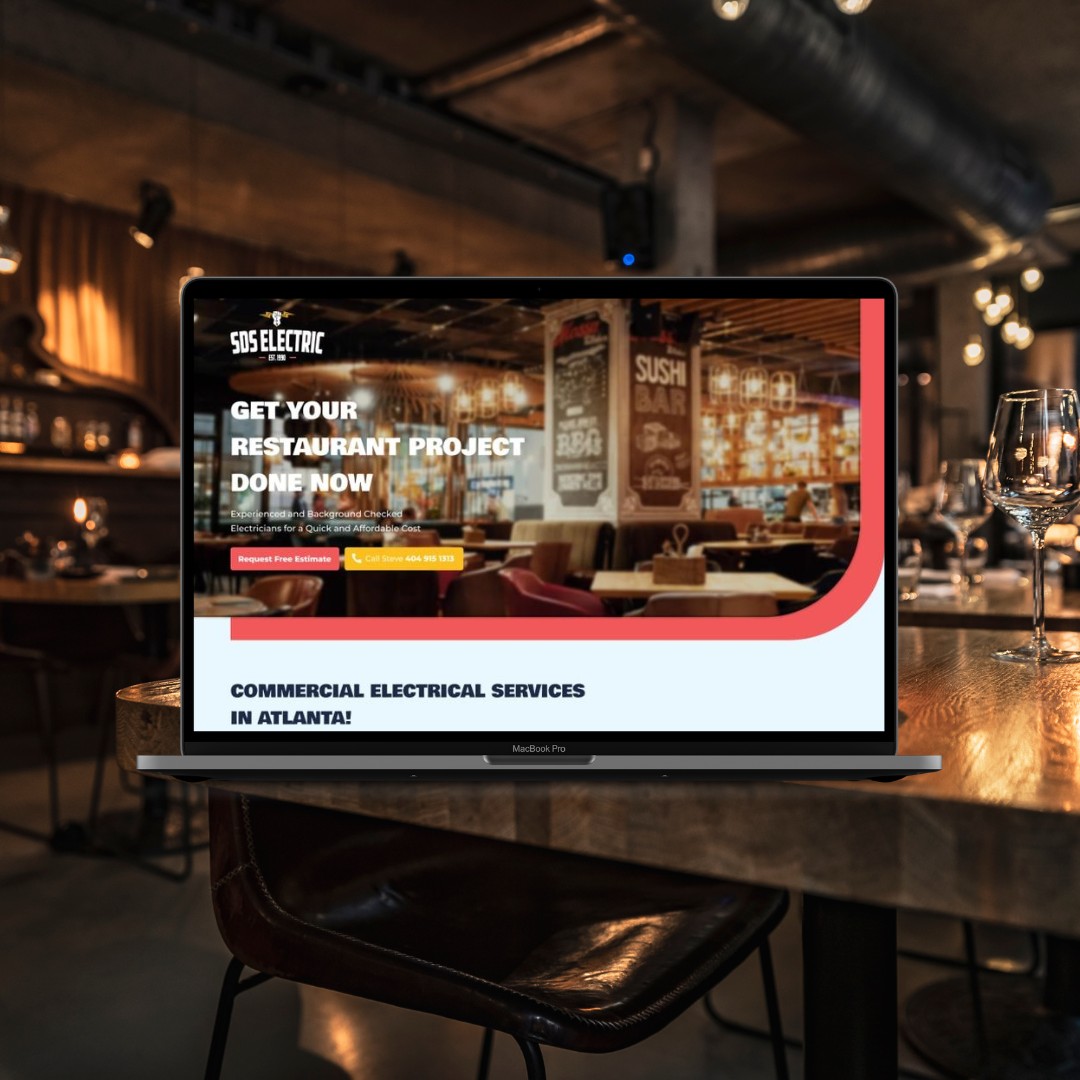 SDS ELECTRIC
EST. 1990
GET YOUR
RESTAURANT PROJECT
DONE NOW
Experienced and Background Checked
Electricians for a Quick and Affordable Cost
Request Free Estimate
Call Steve 404 915 1313
SUSHI
BAR
BBQ
COMMERCIAL ELECTRICAL SERVICES
IN ATLANTA!
MacBook Pro